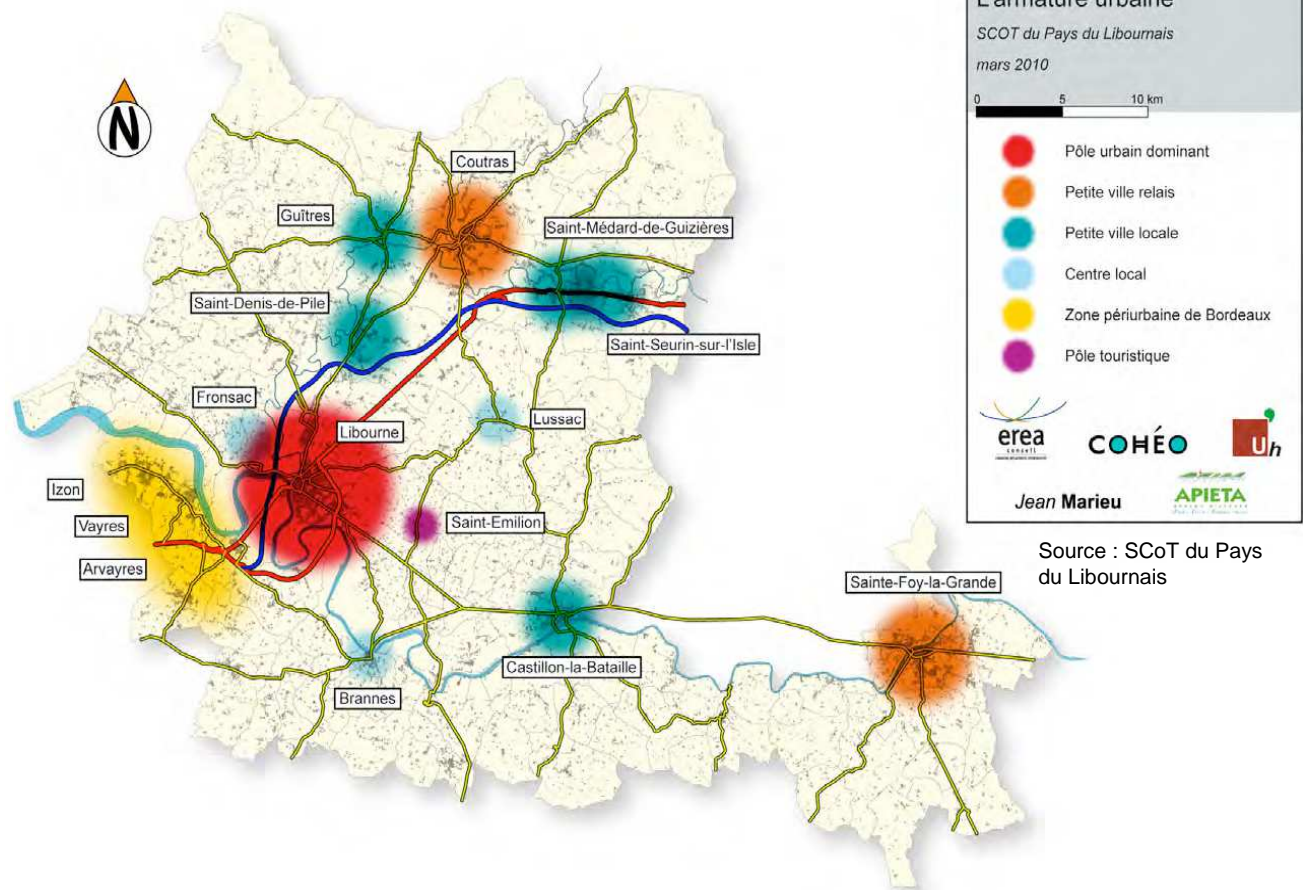 L'armature urbaine
SCOT du Pays du Libournais
mars 2010
0 5 10 km
Pôle urbain dominant
Petite ville relais
Petite ville locale
Centre local
Zone périurbaine de Bordeaux
Pôle touristique
erea
conseil
COHÉO
Uh
Jean Marieu
APIETA
Source : SCoT du Pays
du Libournais
N
Coutras
Guîtres
Saint-Médard-de-Guizières
Saint-Denis-de-Pile
Saint-Seurin-sur-l'Isle
Fronsac
Libourne
Lussac
Izon
Vayres
Saint-Emilion
Arvayres
Sainte-Foy-la-Grande
Castillon-la-Bataille
Brannes